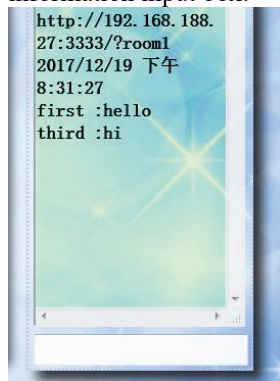 http://192.168.188.
27:3333/?room1
2017/12/19 下午
8:31:27
first :hello
third :hi